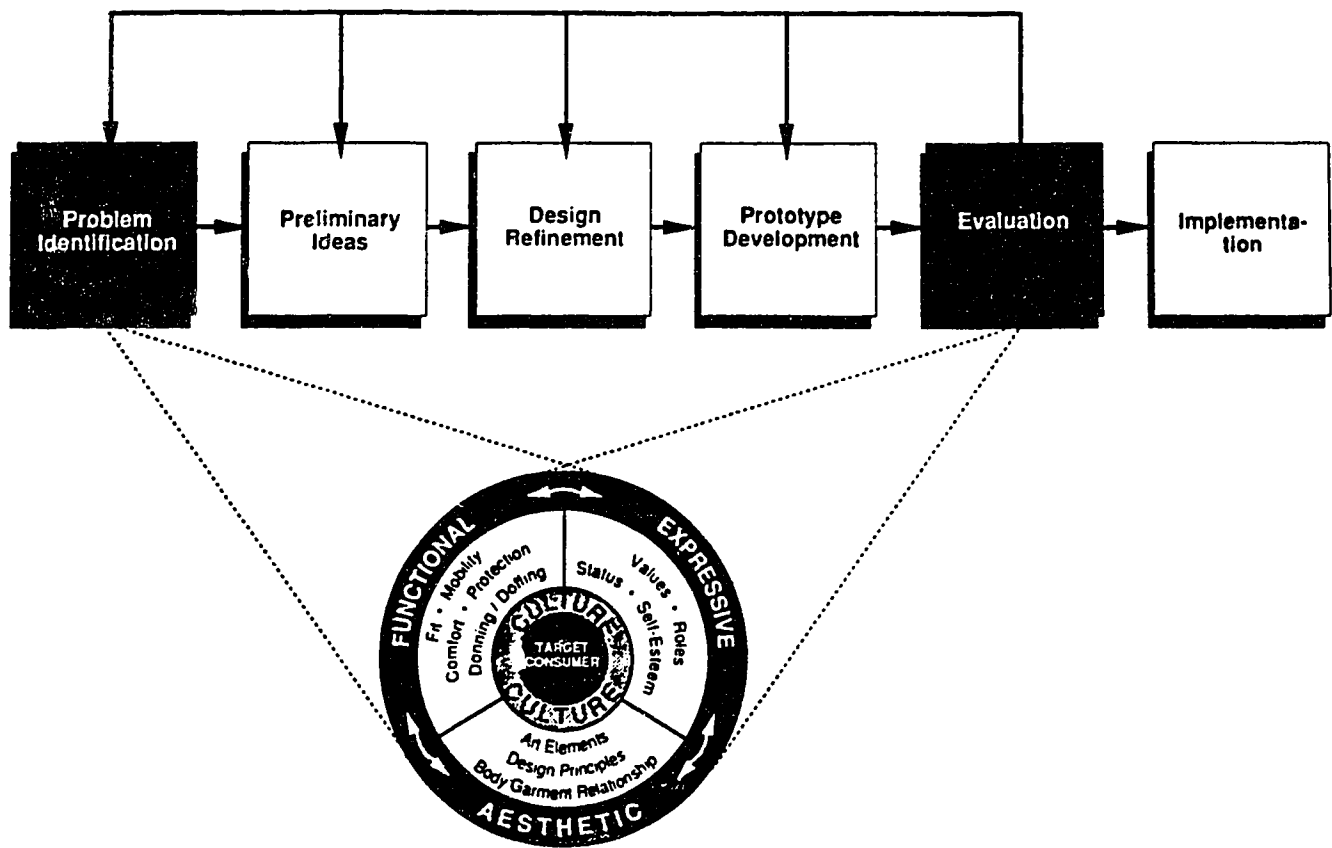 Problem
Identification
Preliminary
Ideas
Design
Refinement
Prototype
Development
Evaluation
Implementa-
tion
FUNCTIONAL
Fit • Mobility
Comfort • Protection
Donning / Doffing
EXPRESSIVE
Values • Roles
Status • Self-Esteem
CULTURE
TARGET
CONSUMER
CULTURE
Art Elements
Design Principles
Body Garment Relationship
AESTHETIC